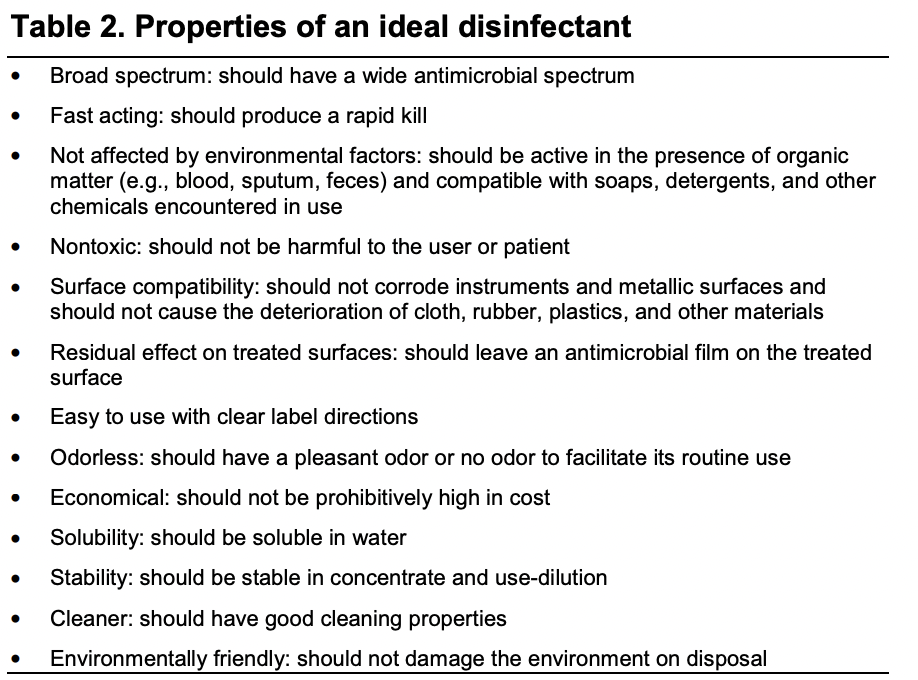 Table 2. Properties of an ideal disinfectant
• Broad spectrum: should have a wide antimicrobial spectrum
• Fast acting: should produce a rapid kill
• Not affected by environmental factors: should be active in the presence of organic
matter (e.g., blood, sputum, feces) and compatible with soaps, detergents, and other
chemicals encountered in use
• Nontoxic: should not be harmful to the user or patient
• Surface compatibility: should not corrode instruments and metallic surfaces and
should not cause the deterioration of cloth, rubber, plastics, and other materials
• Residual effect on treated surfaces: should leave an antimicrobial film on the treated
surface
• Easy to use with clear label directions
• Odorless: should have a pleasant odor or no odor to facilitate its routine use
• Economical: should not be prohibitively high in cost
• Solubility: should be soluble in water
• Stability: should be stable in concentrate and use-dilution
• Cleaner: should have good cleaning properties
• Environmentally friendly: should not damage the environment on disposal